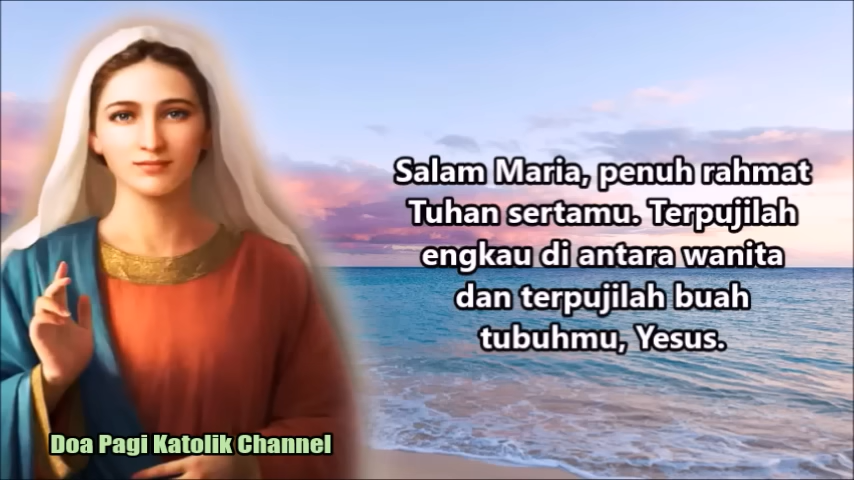 Salam Maria, penuh rahmat
Tuhan sertamu. Terpujilah
engkau di antara wanita
dan terpujilah buah
tubuhmu, Yesus.
Doa Pagi Katolik Channel